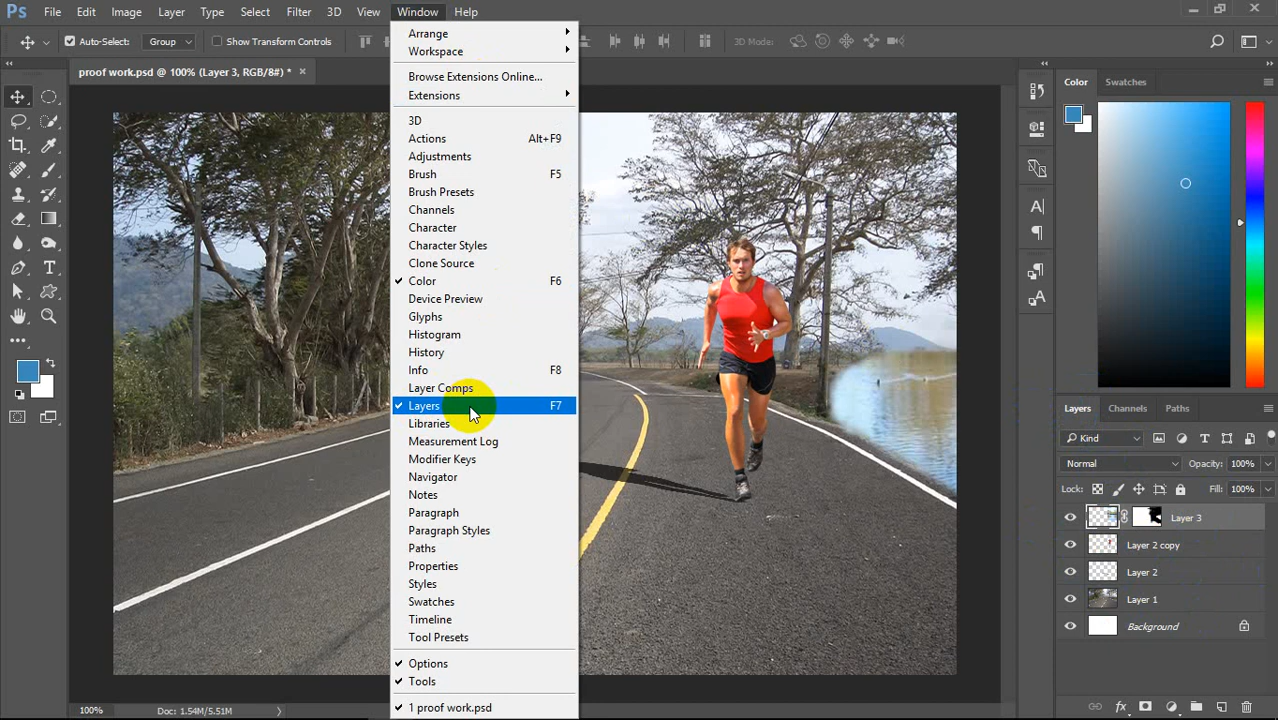 Ps File Edit Image Layer Type Select Filter 3D View Window Help
Auto-Select: Group Show Transform Controls 3D Mode:
proof work.psd @ 100% (Layer 3, RGB/8#) *
Arrange
Workspace
Browse Extensions Online...
Extensions
3D
Actions Alt+F9
Adjustments
Brush F5
Brush Presets
Channels
Character
Character Styles
Clone Source
Color F6
Device Preview
Glyphs
Histogram
History
Info F8
Layer Comps
Layers F7
Libraries
Measurement Log
Modifier Keys
Navigator
Notes
Paragraph
Paragraph Styles
Paths
Properties
Styles
Swatches
Timeline
Tool Presets
Options
Tools
1 proof work.psd
Color Swatches
Layers Channels Paths
Kind
Normal Opacity: 100%
Lock: Fill: 100%
Layer 3
Layer 2 copy
Layer 2
Layer 1
Background
100% Doc: 1.54M/5.51M